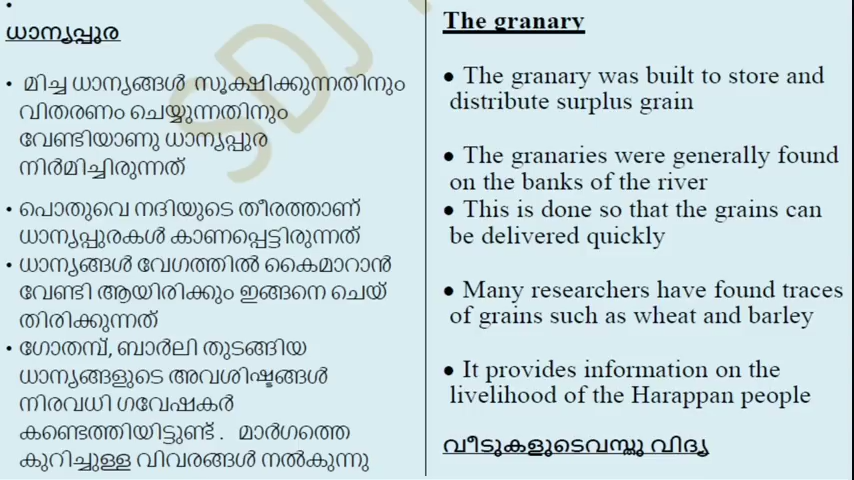 •
ധാന്യപ്പുര
• മിച്ച ധാന്യങ്ങൾ സൂക്ഷിക്കുന്നതിനും
വിതരണം ചെയ്യുന്നതിനും
വേണ്ടിയാണു ധാന്യപ്പുര
നിർമിച്ചിരുന്നത്
• പൊതുവെ നദിയുടെ തീരത്താണ്
ധാന്യപ്പുരകൾ കാണപ്പെട്ടിരുന്നത്
• ധാന്യങ്ങൾ വേഗത്തിൽ കൈമാറാൻ
വേണ്ടി ആയിരിക്കും ഇങ്ങനെ ചെയ്
തിരിക്കുന്നത്
• ഗോതമ്പ്, ബാർലി തുടങ്ങിയ
ധാന്യങ്ങളുടെ അവശിഷ്ടങ്ങൾ
നിരവധി ഗവേഷകർ
കണ്ടെത്തിയിട്ടുണ്ട് . മാർഗത്തെ
കുറിച്ചുള്ള വിവരങ്ങൾ നൽകുന്നു
The granary
● The granary was built to store and
distribute surplus grain
● The granaries were generally found
on the banks of the river
● This is done so that the grains can
be delivered quickly
● Many researchers have found traces
of grains such as wheat and barley
● It provides information on the
livelihood of the Harappan people
വീടുകളുടെവസ്തു വിദ്യ
SDJ